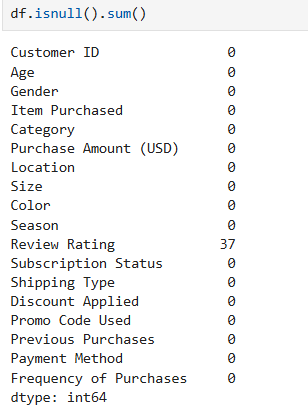 df.isnull().sum()
Customer ID 0
Age 0
Gender 0
Item Purchased 0
Category 0
Purchase Amount (USD) 0
Location 0
Size 0
Color 0
Season 0
Review Rating 37
Subscription Status 0
Shipping Type 0
Discount Applied 0
Promo Code Used 0
Previous Purchases 0
Payment Method 0
Frequency of Purchases 0
dtype: int64